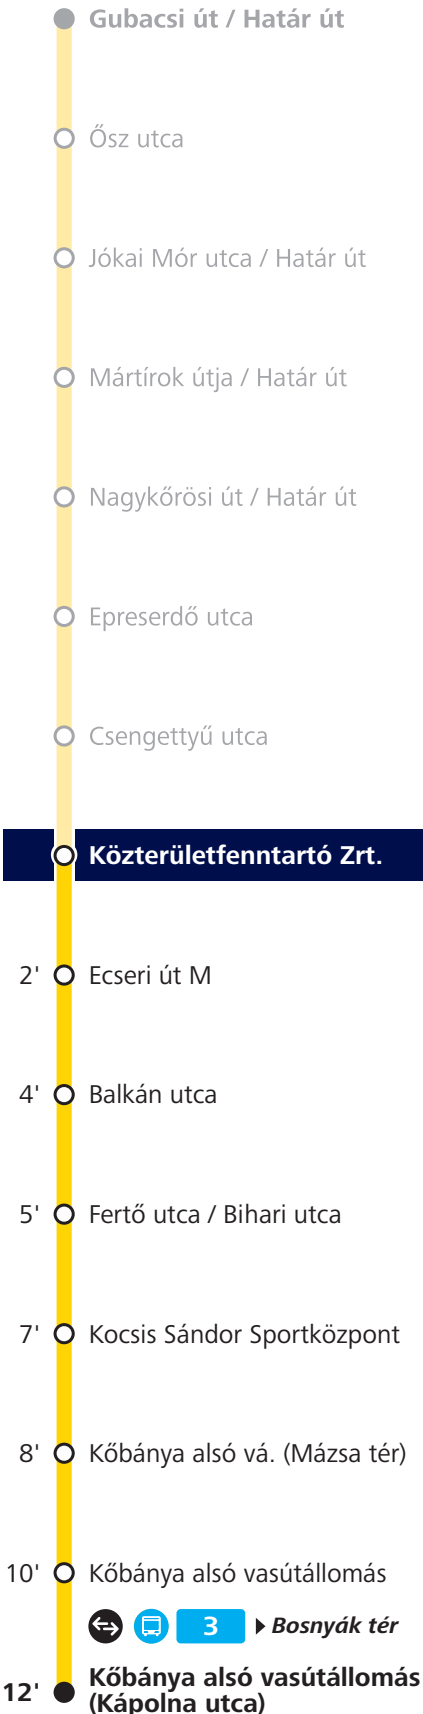 Gubacsi út / Határ út
Ősz utca
Jókai Mór utca / Határ út
Mártírok útja / Határ út
Nagykőrösi út / Határ út
Epreserdő utca
Csengettyű utca
Közterületfenntartó Zrt.
2' Ecseri út M
4' Balkán utca
5' Fertő utca / Bihari utca
7' Kocsis Sándor Sportközpont
8' Kőbánya alsó vá. (Mázsa tér)
10' Kőbánya alsó vasútállomás
3 Bosnyák tér
12' Kőbánya alsó vasútállomás
(Kápolna utca)